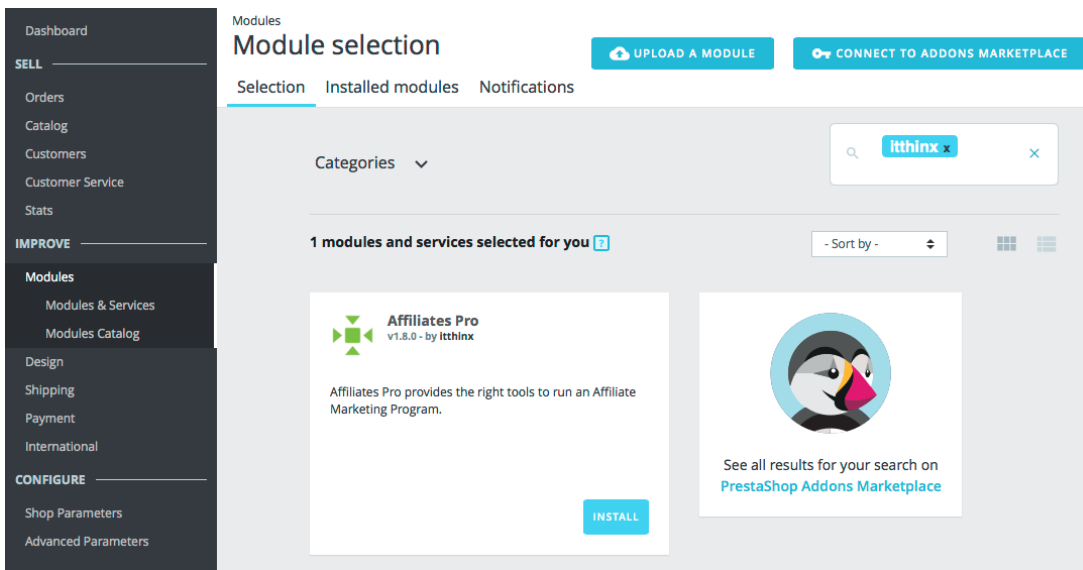 Dashboard
SELL
Orders
Catalog
Customers
Customer Service
Stats
IMPROVE
Modules
Modules & Services
Modules Catalog
Design
Shipping
Payment
International
CONFIGURE
Shop Parameters
Advanced Parameters
Modules
Module selection
UPLOAD A MODULE
CONNECT TO ADDONS MARKETPLACE
Selection Installed modules Notifications
Categories
itthinx x
1 modules and services selected for you ?
- Sort by -
Affiliates Pro
v1.8.0 - by itthinx
Affiliates Pro provides the right tools to run an Affiliate
Marketing Program.
INSTALL
See all results for your search on
PrestaShop Addons Marketplace